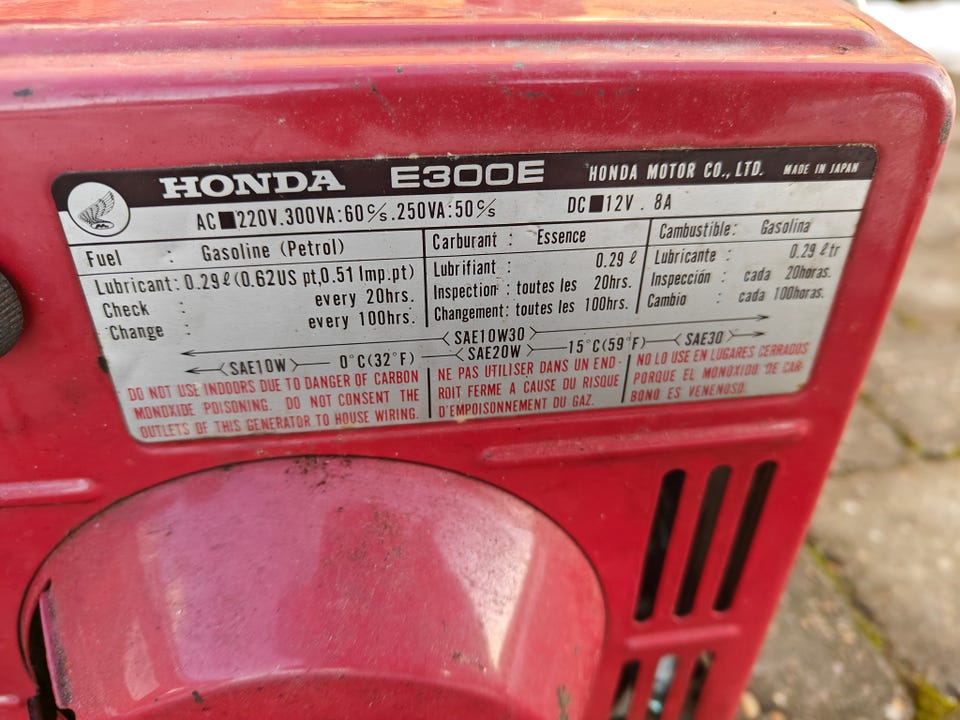 HONDA E300E HONDA MOTOR CO., LTD. MADE IN JAPAN
AC■220V.300VA:60c/s.250VA:50c/s DC■12V . 8A
Fuel : Gasoline (Petrol)
Lubricant: 0.29ℓ(0.62US pt,0.51 Imp.pt)
Check : every 20hrs.
Change : every 100hrs.
Carburant : Essence
Lubrifiant : 0.29 ℓ
Inspection : toutes les 20hrs.
Changement: toutes les 100hrs.
Combustible: Gasolina
Lubricante : 0.29 ℓtr
Inspección : cada 20horas.
Cambio : cada 100horas.
SAE10W30
SAE10W 0°C(32°F) SAE20W 15°C(59°F) SAE30
DO NOT USE INDOORS DUE TO DANGER OF CARBON
MONOXIDE POISONING. DO NOT CONSENT THE
OUTLETS OF THIS GENERATOR TO HOUSE WIRING.
NE PAS UTILISER DANS UN END-
ROIT FERME A CAUSE DU RISQUE
D'EMPOISONNEMENT DU GAZ.
NO LO USE EN LUGARES CERRADOS
PORQUE EL MONOXIDO DE CAR-
BONO ES VENENOSO.